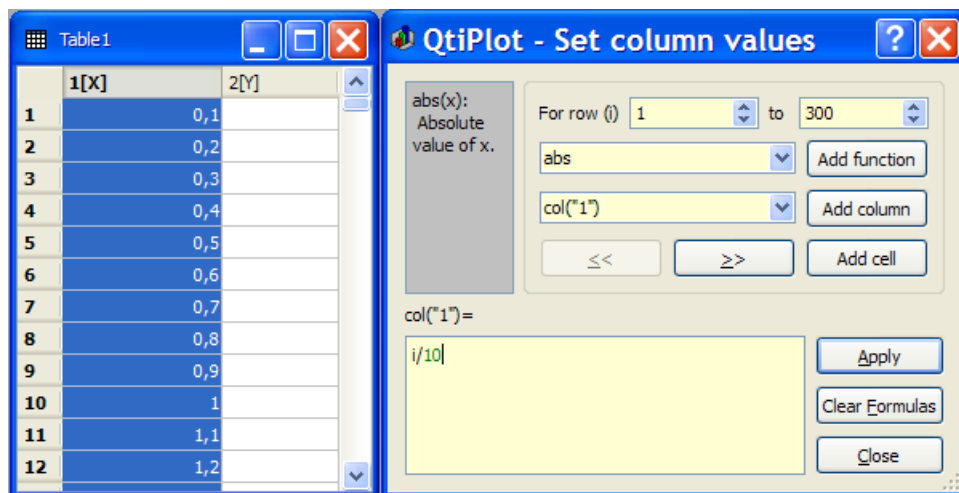 Table1
1[X] 2[Y]
1 0,1
2 0,2
3 0,3
4 0,4
5 0,5
6 0,6
7 0,7
8 0,8
9 0,9
10 1
11 1,1
12 1,2
QtiPlot - Set column values
abs(x):
Absolute
value of x.
For row (i) 1 to 300
abs Add function
col("1") Add column
<< >> Add cell
col("1")=
i/10
Apply
Clear Formulas
Close